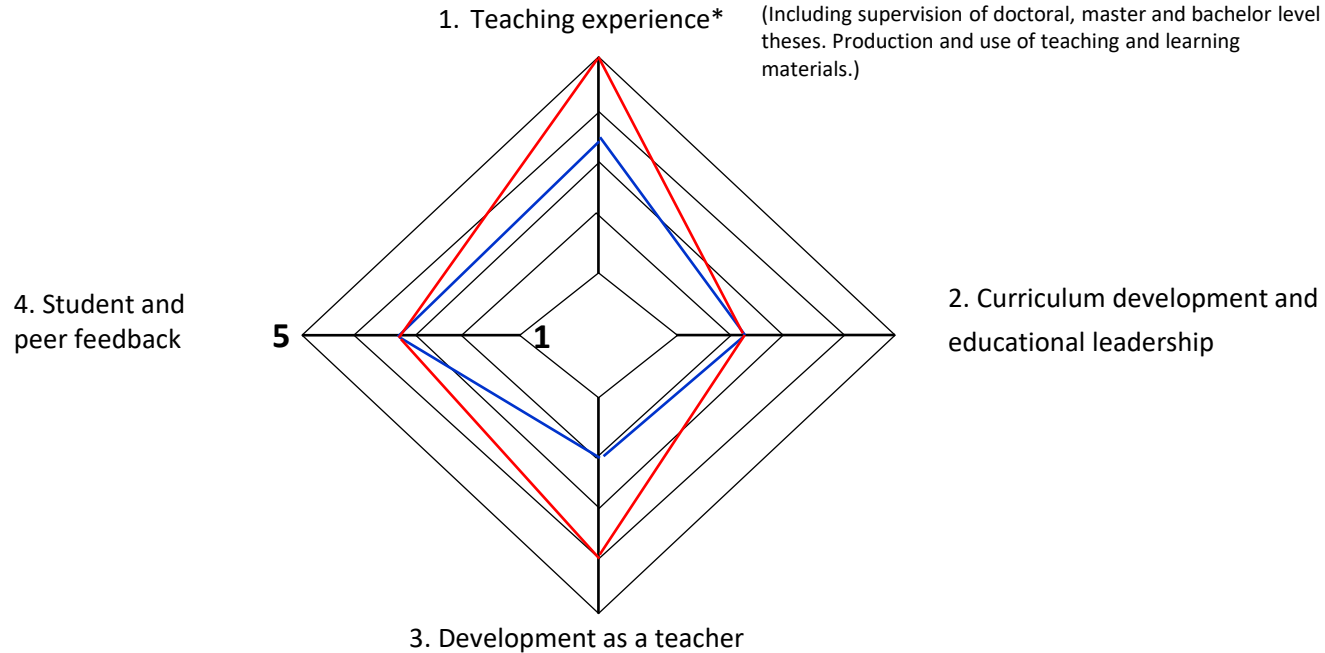 1. Teaching experience*
(Including supervision of doctoral, master and bachelor level
theses. Production and use of teaching and learning
materials.)
4. Student and
peer feedback
5
1
2. Curriculum development and
educational leadership
3. Development as a teacher